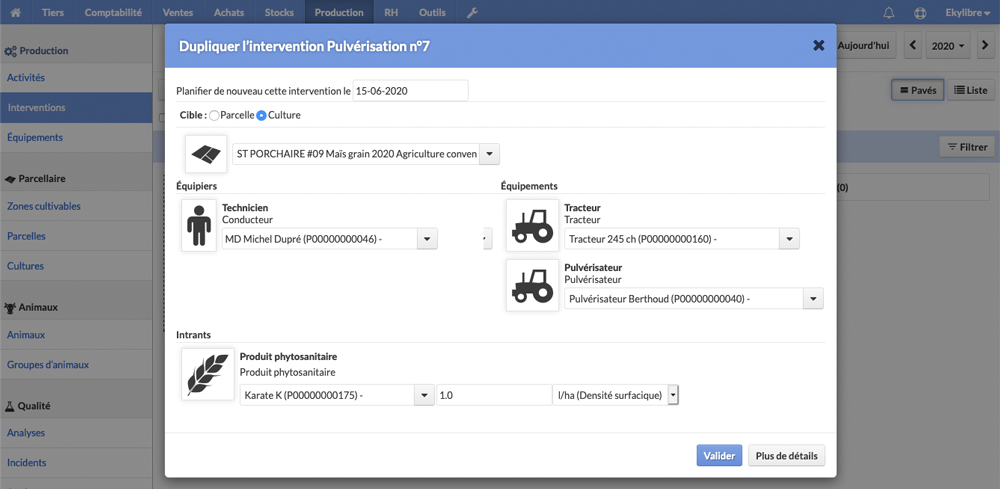 Tiers Comptabilité Ventes Achats Stocks Production RH Outils Ekylibre
Dupliquer l'intervention Pulvérisation n°7
Aujourd'hui 2020
Production
Activités
Interventions
Équipements
Parcellaire
Zones cultivables
Parcelles
Cultures
Animaux
Animaux
Groupes d'animaux
Qualité
Analyses
Incidents
Pavés Liste
Filtrer
(0)
Planifier de nouveau cette intervention le 15-06-2020
Cible : Parcelle Culture
ST PORCHAIRE #09 Maïs grain 2020 Agriculture conven
Équipiers
Technicien
Conducteur
MD Michel Dupré (P00000000046) -
Équipements
Tracteur
Tracteur
Tracteur 245 ch (P00000000160) -
Pulvérisateur
Pulvérisateur
Pulvérisateur Berthoud (P00000000040) -
Intrants
Produit phytosanitaire
Produit phytosanitaire
Karate K (P00000000175) - 1.0 l/ha (Densité surfacique)
Valider Plus de détails